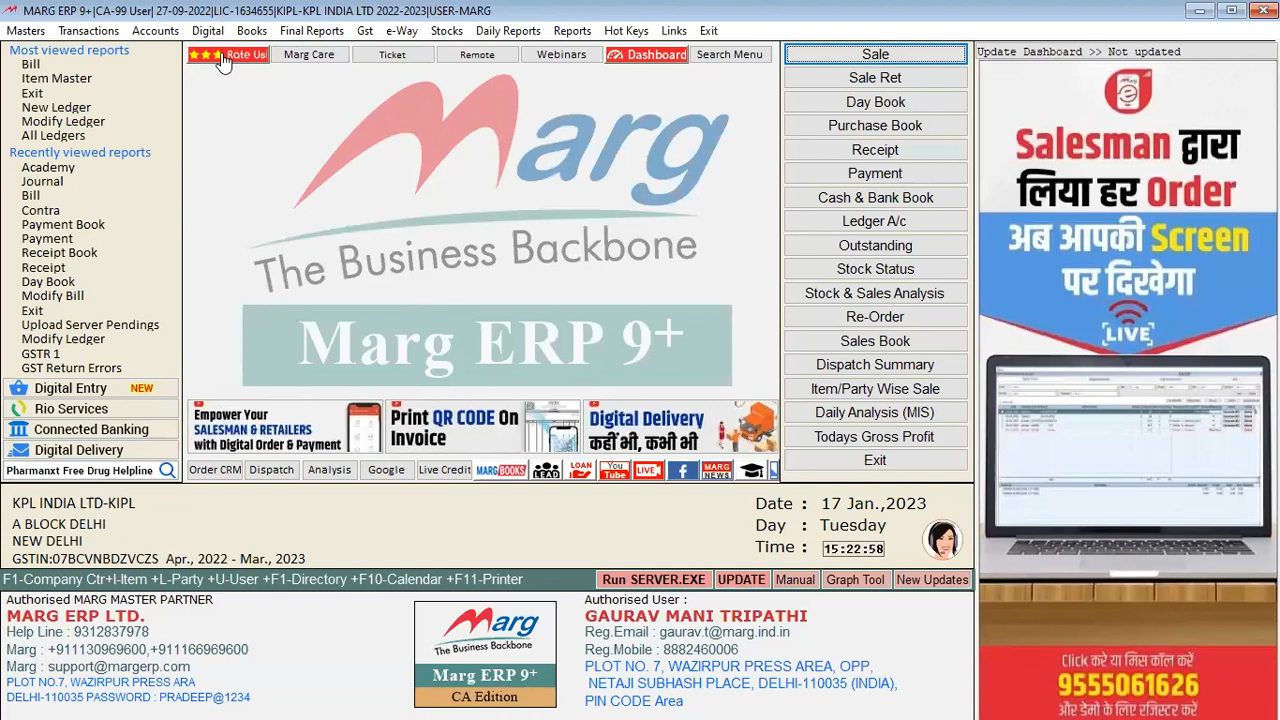 MARG ERP 9+|CA-99 User| 27-09-2022|LIC-1634655|KIPL-KPL INDIA LTD 2022-2023|USER-MARG
Masters Transactions Accounts Digital Books Final Reports Gst e-Way Stocks Daily Reports Reports Hot Keys Links Exit
Most viewed reports
Bill
Item Master
Exit
New Ledger
Modify Ledger
All Ledgers
Recently viewed reports
Academy
Journal
Bill
Contra
Payment Book
Payment
Receipt Book
Receipt
Day Book
Modify Bill
Exit
Upload Server Pendings
Modify Ledger
GSTR 1
GST Return Errors
Digital Entry NEW
Rio Services
Connected Banking
Digital Delivery
Pharmanxt Free Drug Helpline
Rate Us Marg Care Ticket Remote Webinars Dashboard Search Menu
marg
The Business Backbone
Marg ERP 9+
Empower Your
SALESMAN & RETAILERS
with Digital Order & Payment
Print QR CODE On
Invoice
Digital Delivery
कहीं भी, कभी भी
Order CRM Dispatch Analysis Google Live Credit MARGBOOKS LEAD LOAN You Tube LIVE MARG NEWS
Sale
Sale Ret
Day Book
Purchase Book
Receipt
Payment
Cash & Bank Book
Ledger A/c
Outstanding
Stock Status
Stock & Sales Analysis
Re-Order
Sales Book
Dispatch Summary
Item/Party Wise Sale
Daily Analysis (MIS)
Todays Gross Profit
Exit
Update Dashboard >> Not updated
Salesman द्वारा
लिया हर Order
अब आपकी Screen
पर दिखेगा
LIVE
Click करे या मिस कॉल करें
9555061626
और डेमो के लिए रजिस्टर करें
KPL INDIA LTD-KIPL
A BLOCK DELHI
NEW DELHI
GSTIN:07BCVNBDZVCZS Apr., 2022 - Mar., 2023
Date : 17 Jan.,2023
Day : Tuesday
Time : 15:22:58
F1-Company Ctr+I-Item +L-Party +U-User +F1-Directory +F10-Calendar +F11-Printer
Run SERVER.EXE UPDATE Manual Graph Tool New Updates
Authorised MARG MASTER PARTNER
MARG ERP LTD.
Help Line : 9312837978
Marg : +911130969600,+911166969600
Marg : support@margerp.com
PLOT NO. 7, WAZIRPUR PRESS ARA
DELHI-110035 PASSWORD : PRADEEP@1234
marg
The Business Backbone
Marg ERP 9+
CA Edition
Authorised User :
GAURAV MANI TRIPATHI
Reg.Email : gaurav.t@marg.ind.in
Reg.Mobile : 8882460006
PLOT NO. 7, WAZIRPUR PRESS AREA, OPP,
NETAJI SUBHASH PLACE, DELHI-110035 (INDIA),
PIN CODE Area